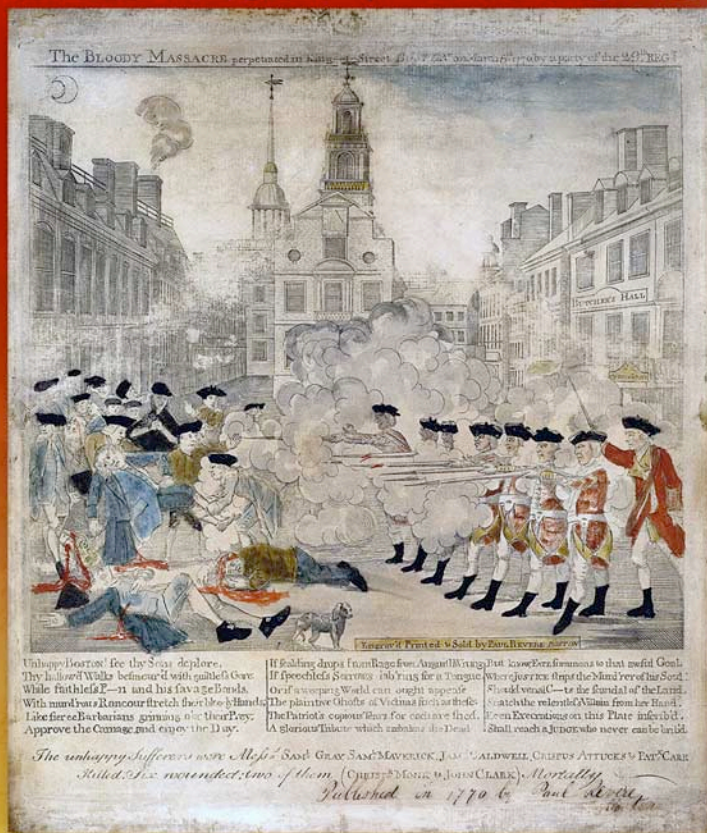 The BLOODY MASSACRE perpetrated in King Street by a party of the 29th. REGT.
BUTCHER'S HALL
Engrav'd Printed & Sold by PAUL REVERE BOSTON
Unhappy BOSTON! ſee thy Sons deplore,
Thy hallow'd Walks beſmear'd with guiltleſs Gore.
While faithleſs P—n and his ſavage Bands,
With murd'rous Rancour ſtretch their bloody Hands;
Like fierce Barbarians grinning o'er their Prey,
Approve the Carnage, and enjoy the Day.
If ſcalding drops from Rage from Anguiſh Wrung
If ſpeechleſs Sorrows lab'ring for a Tongue,
Or if a weeping World can ought appeaſe
The plaintive Ghoſts of Victims ſuch as theſe;
The Patriot's copious Tears for each are ſhed,
A glorious Tribute which embalms the Dead
But know, FATE ſummons to that awful Goal,
Where JUSTICE ſtrips the Murd'rer of his Soul:
Should venal C—ts the ſcandal of the Land,
Snatch the relentleſs Villain from her Hand,
Keen Execrations on this Plate inſcrib'd,
Shall reach a JUDGE who never can be brib'd.
The unhappy Sufferers were Meſsrs. SAML. GRAY, SAML. MAVERICK, JAMS. CALDWELL, CRISPUS ATTUCKS & PATK. CARR
Killed. Six wounded; two of them (CHRISTR. MONK & JOHN CLARK) Mortally
Publiſhed in 1770 by Paul Revere